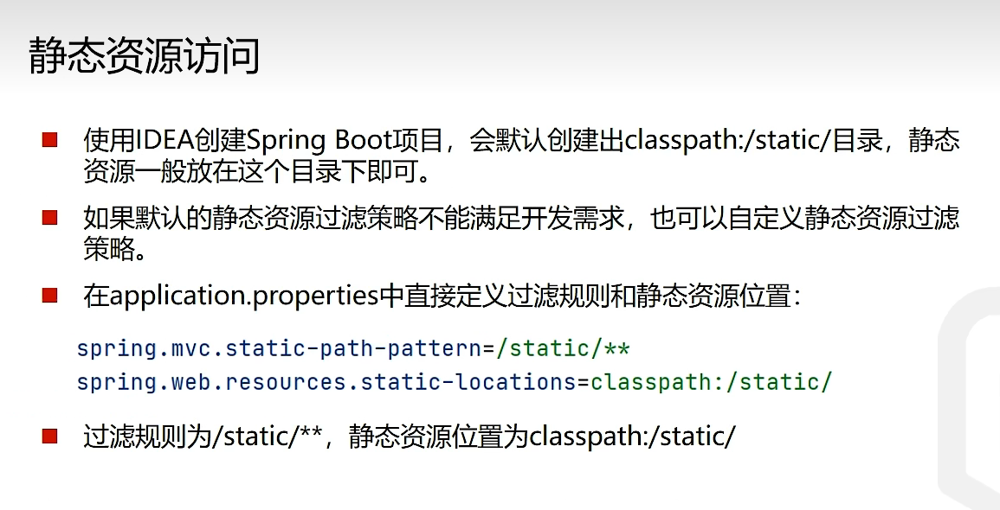 静态资源访问
使用IDEA创建Spring Boot项目，会默认创建出classpath:/static/目录，静态
资源一般放在这个目录下即可。
如果默认的静态资源过滤策略不能满足开发需求，也可以自定义静态资源过滤
策略。
在application.properties中直接定义过滤规则和静态资源位置：
spring.mvc.static-path-pattern=/static/**
spring.web.resources.static-locations=classpath:/static/
过滤规则为/static/**，静态资源位置为classpath:/static/